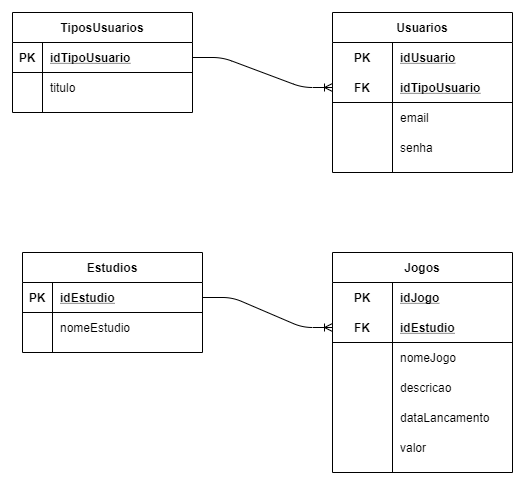 TiposUsuarios
PK idTipoUsuario
titulo
Usuarios
PK idUsuario
FK idTipoUsuario
email
senha
Estudios
PK idEstudio
nomeEstudio
Jogos
PK idJogo
FK idEstudio
nomeJogo
descricao
dataLancamento
valor